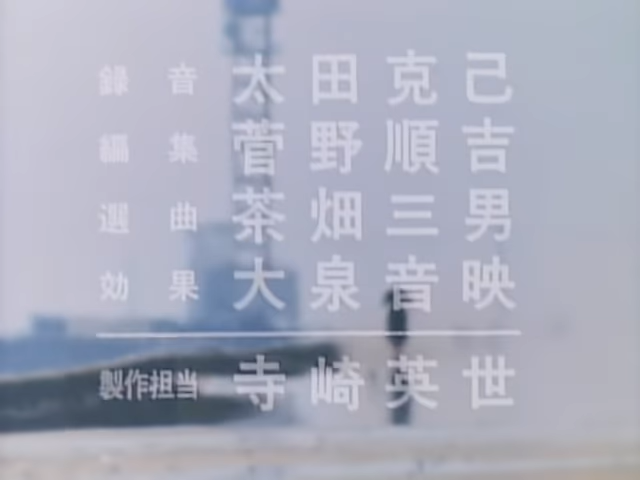 録音 太田克己
編集 菅野順吉
選曲 茶畑三男
効果 大泉音映
製作担当 寺崎英世